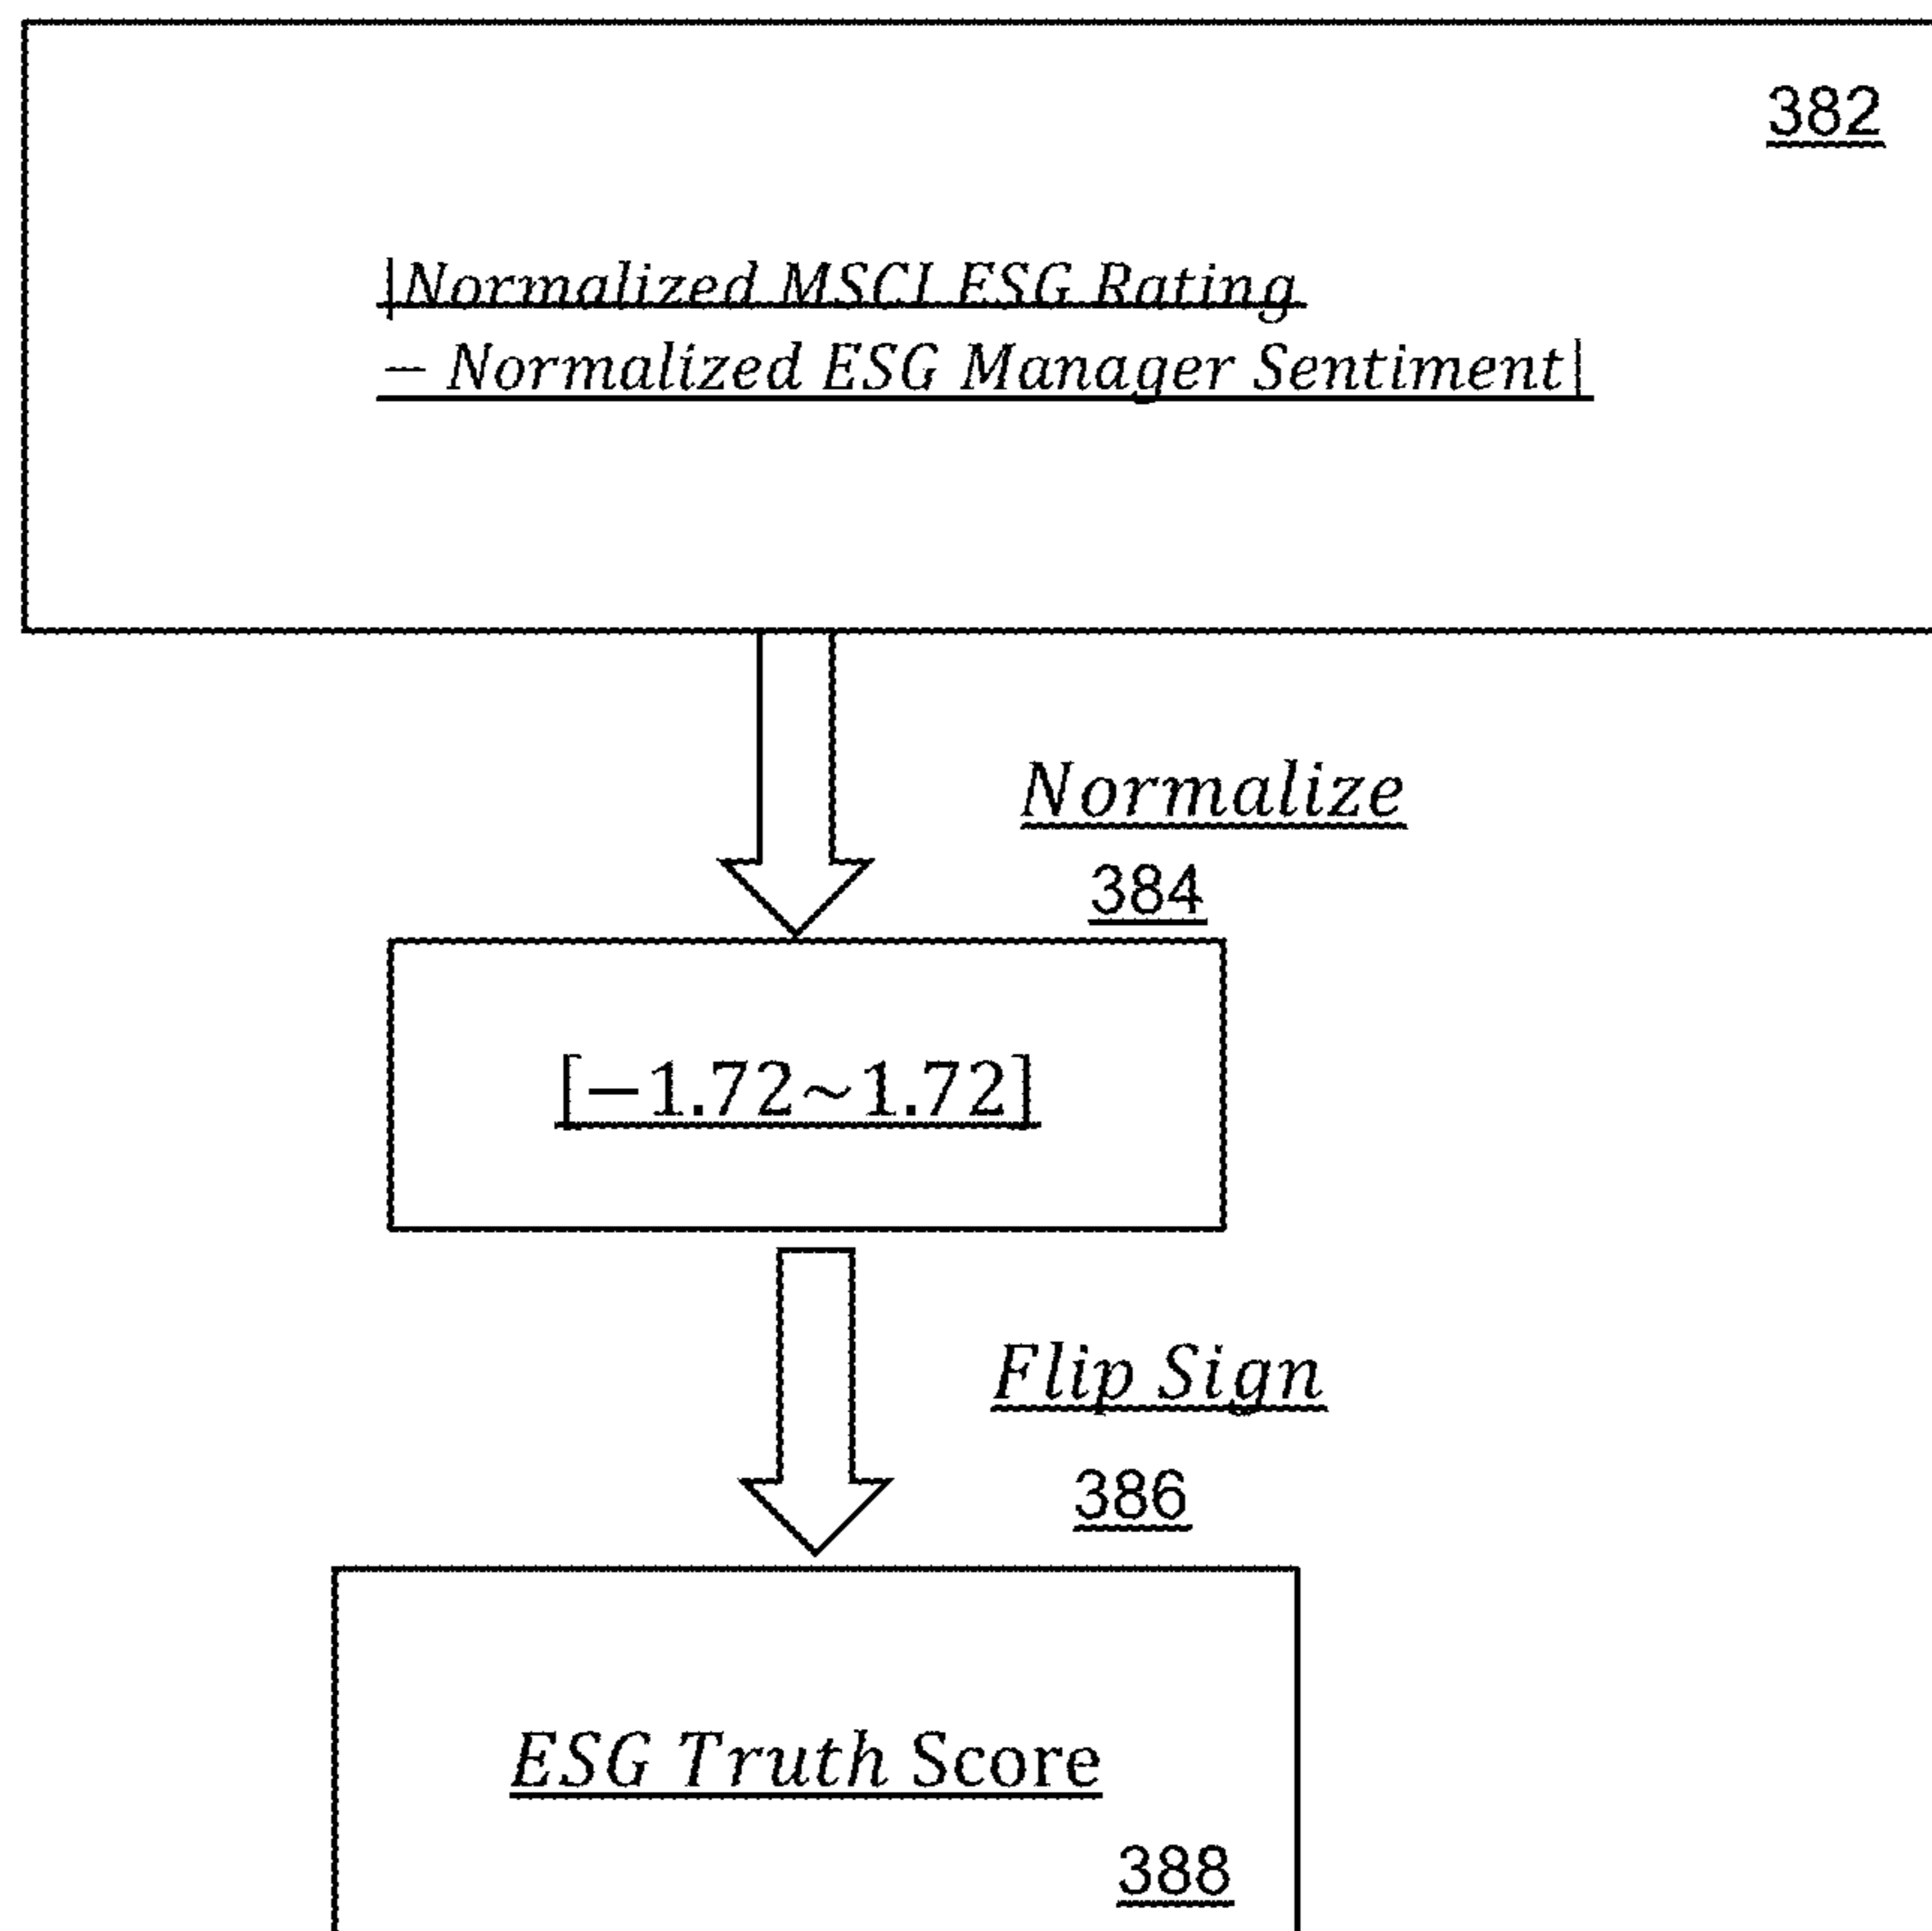 382
|Normalized MSCI ESG Rating
− Normalized ESG Manager Sentiment|
Normalize
384
[−1.72~1.72]
Flip Sign
386
ESG Truth Score
388